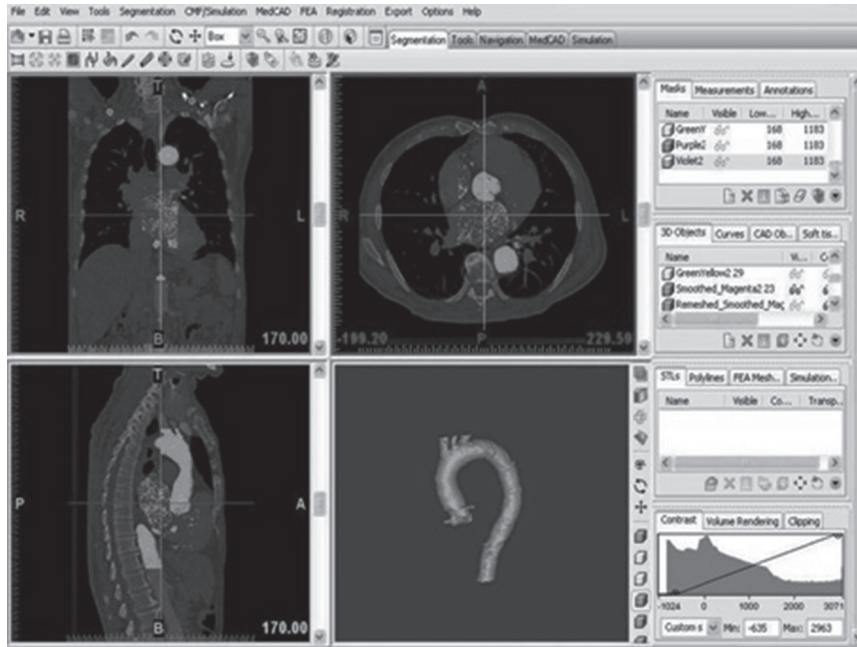 File Edit View Tools Segmentation CMF/Simulation MedCAD FEA Registration Export Options Help
Box
Segmentation Tools Navigation MedCAD Simulation
T
R
L
B
170.00
A
R
L
-199.20
P
229.59
T
P
A
B
170.00
Masks Measurements Annotations
Name Visible Low... High...
GreenY 168 1183
Purple2 168 1183
Violet2 168 1183
3D Objects Curves CAD Ob... Soft tis...
Name Vi...
GreenYellow2 29
Smoothed_Magenta2 23
Remeshed_Smoothed_Mag
STLs Polylines FEA Mesh... Simulation..
Name Visible Co... Transp...
Contrast Volume Rendering Clipping
-1024 0 1000 2000 3071
Custom s Min: -635 Max: 2963